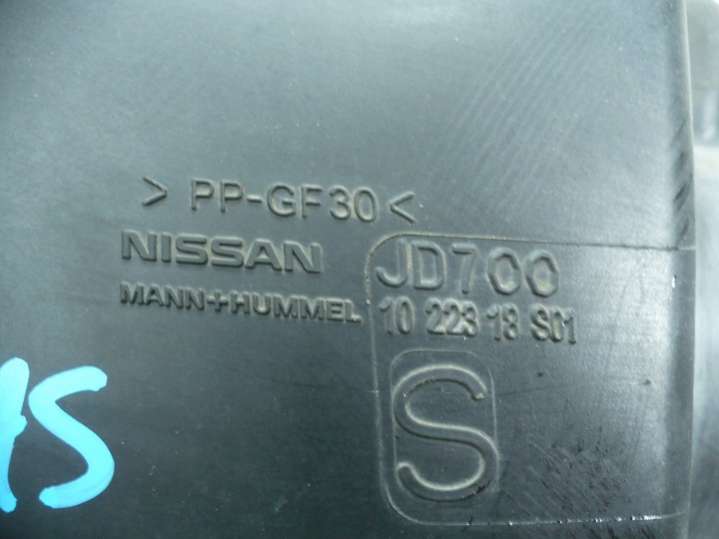 > PP-GF30 <
NISSAN JD700
MANN+HUMMEL 10 223 18 S01
S